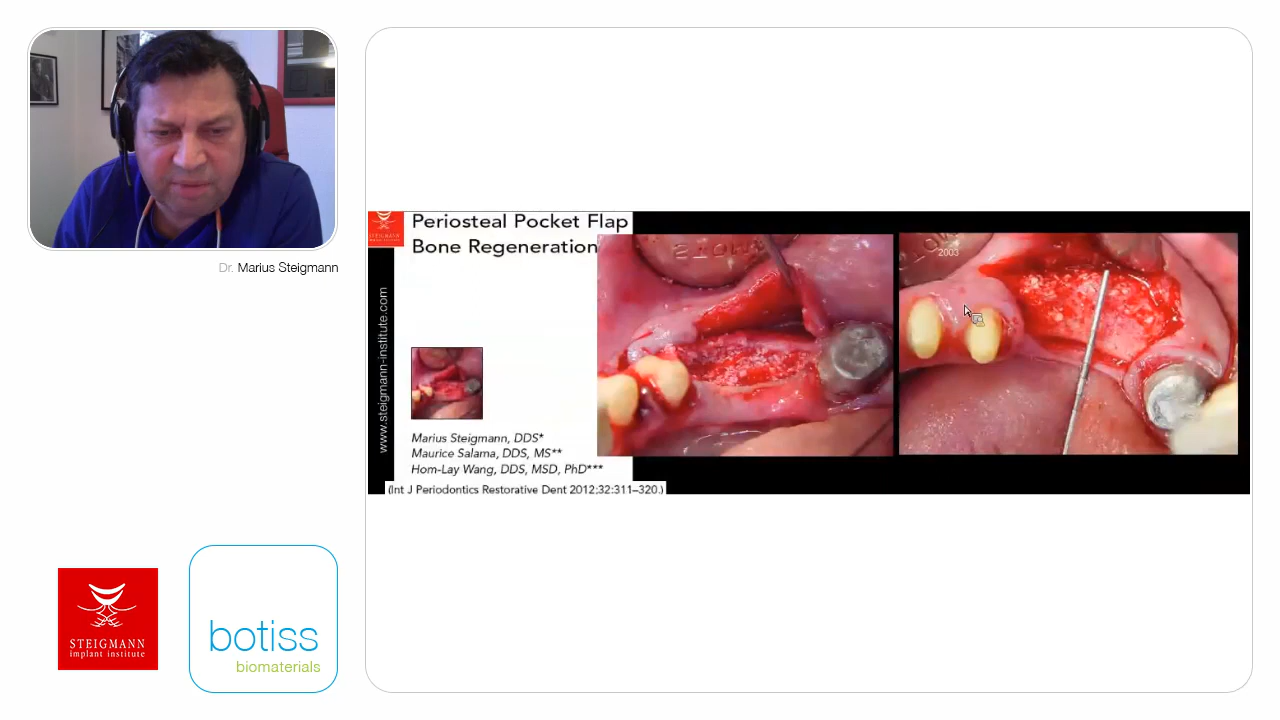 Dr. Marius Steigmann
STEIGMANN
implant institute
botiss
biomaterials
www.steigmann-institute.com
Periosteal Pocket Flap
Bone Regeneration
Marius Steigmann, DDS*
Maurice Salama, DDS, MS**
Hom-Lay Wang, DDS, MSD, PhD***
(Int J Periodontics Restorative Dent 2012;32:311–320.)
2003